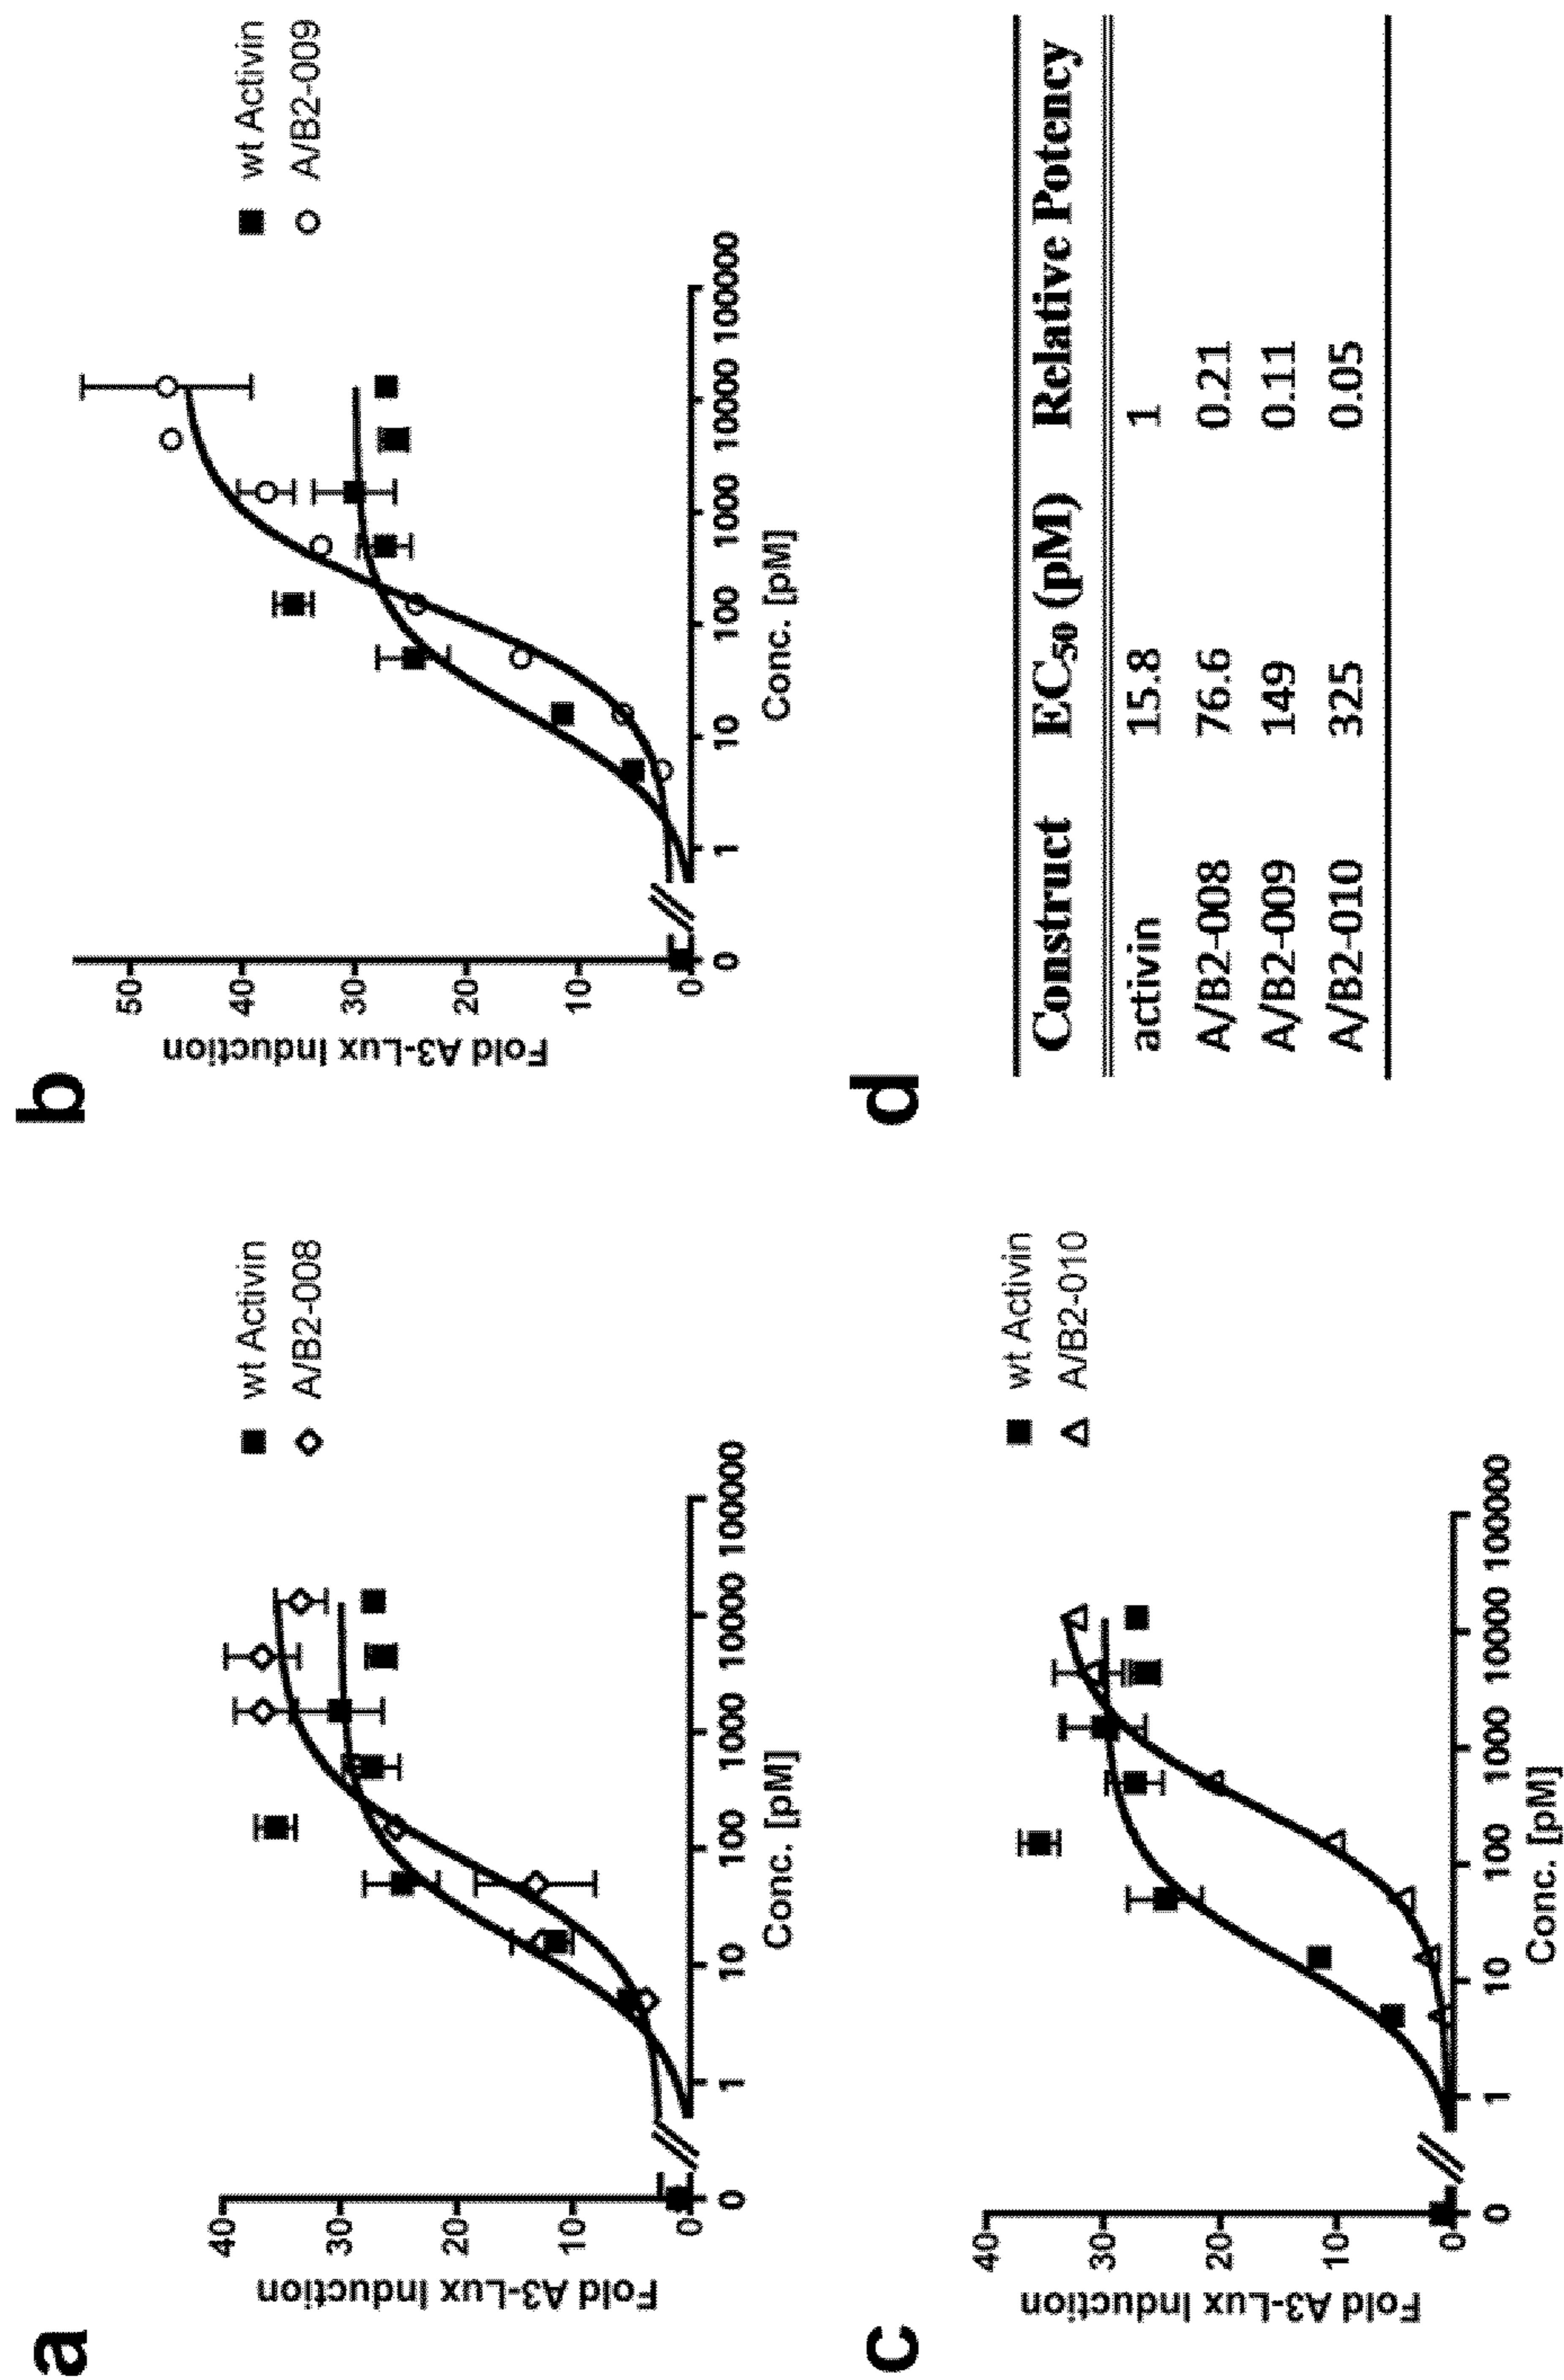 a
Fold A3-Lux Induction
40
30
20
10
0
0 1 10 100 1000 10000 100000
Conc. [pM]
wt Activin
A/B2-008
b
Fold A3-Lux Induction
50
40
30
20
10
0
0 1 10 100 1000 10000 100000
Conc. [pM]
wt Activin
A/B2-009
c
Fold A3-Lux Induction
40
30
20
10
0
0 1 10 100 1000 10000 100000
Conc. [pM]
wt Activin
A/B2-010
d
Construct EC50 (pM) Relative Potency
activin 15.8 1
A/B2-008 76.6 0.21
A/B2-009 149 0.11
A/B2-010 325 0.05